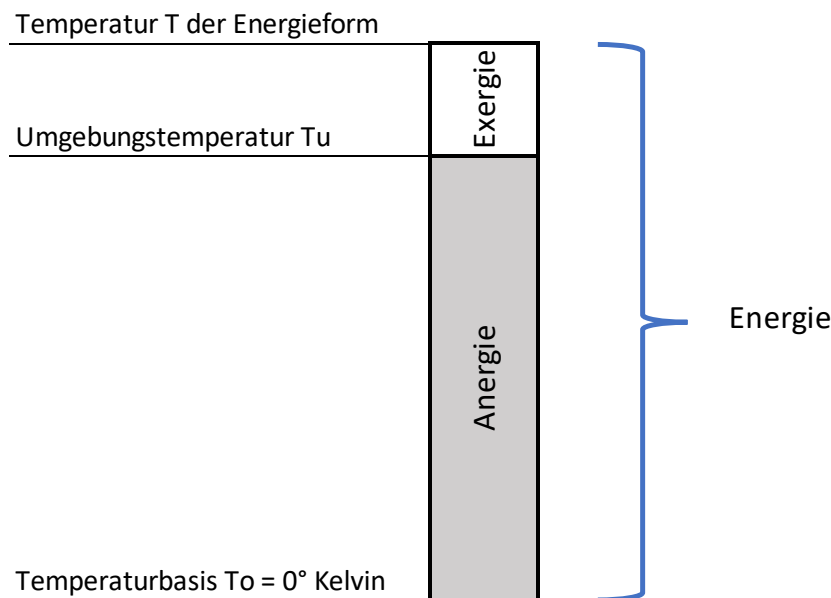 Temperatur T der Energieform
Exergie
Umgebungstemperatur Tu
Energie
Anergie
Temperaturbasis To = 0° Kelvin